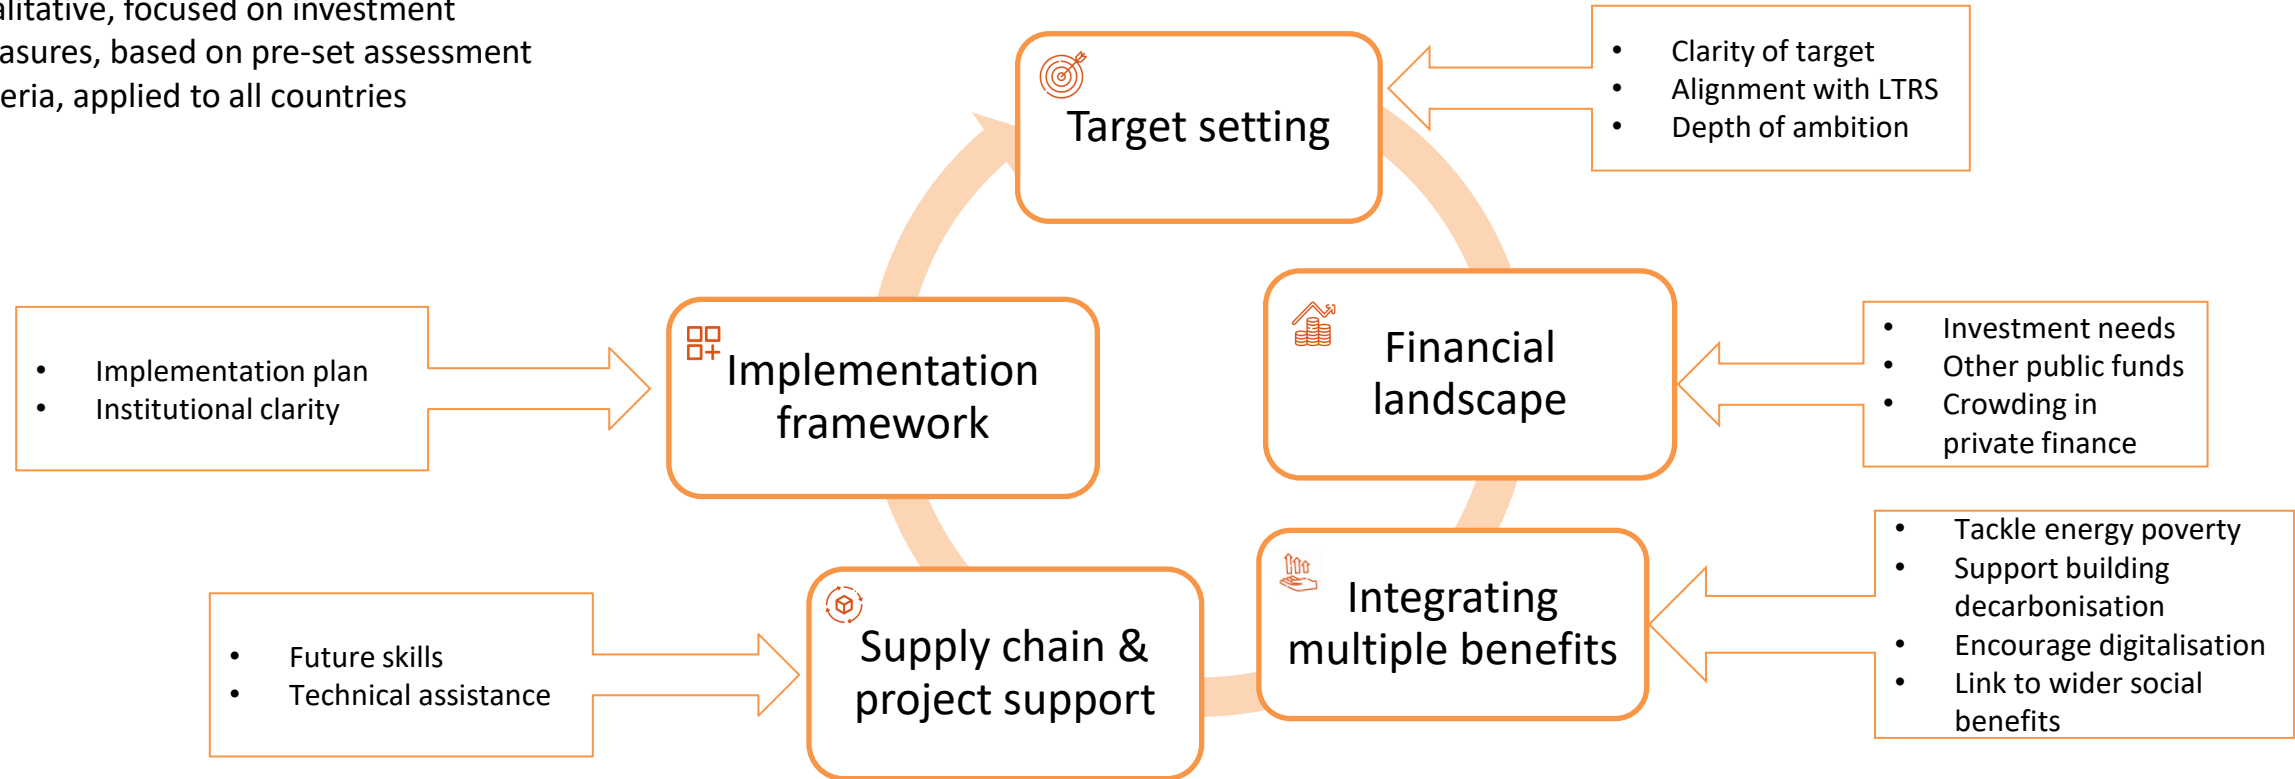 alitative, focused on investment
asures, based on pre-set assessment
eria, applied to all countries
Target setting
• Clarity of target
• Alignment with LTRS
• Depth of ambition
Financial
landscape
• Investment needs
• Other public funds
• Crowding in
private finance
Integrating
multiple benefits
• Tackle energy poverty
• Support building
decarbonisation
• Encourage digitalisation
• Link to wider social
benefits
Supply chain &
project support
• Future skills
• Technical assistance
Implementation
framework
• Implementation plan
• Institutional clarity